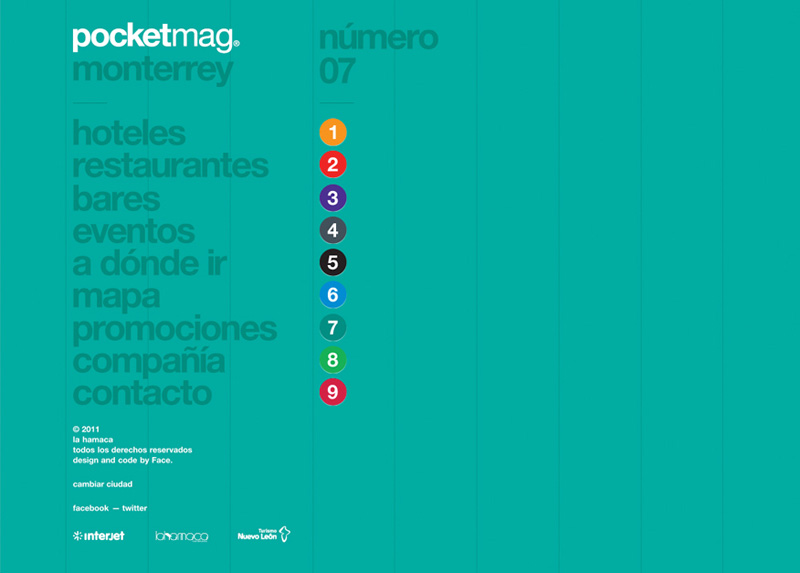 pocketmag®
monterrey
número
07
hoteles 1
restaurantes 2
bares 3
eventos 4
a dónde ir 5
mapa 6
promociones 7
compañía 8
contacto 9
© 2011
la hamaca
todos los derechos reservados
design and code by Face.
cambiar ciudad
facebook — twitter
interjet
lahamaca
Turismo
Nuevo León